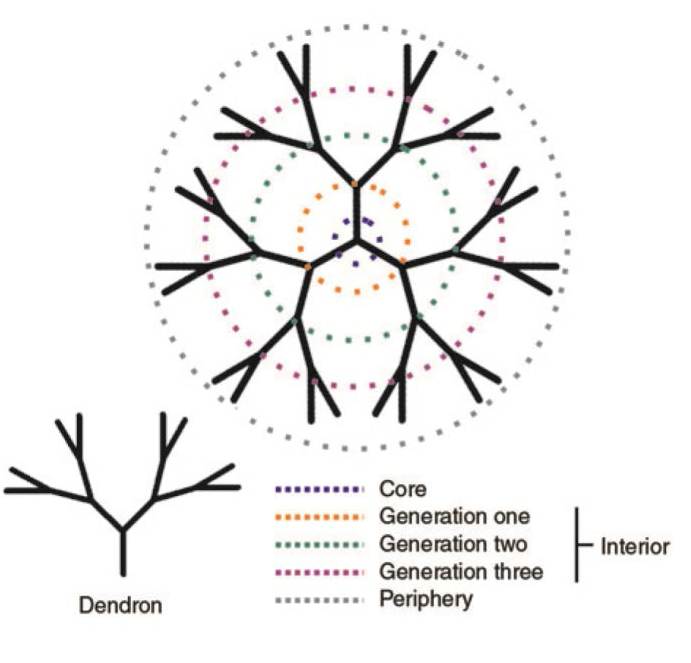 Core
Generation one
Generation two
Generation three
Periphery
Interior
Dendron